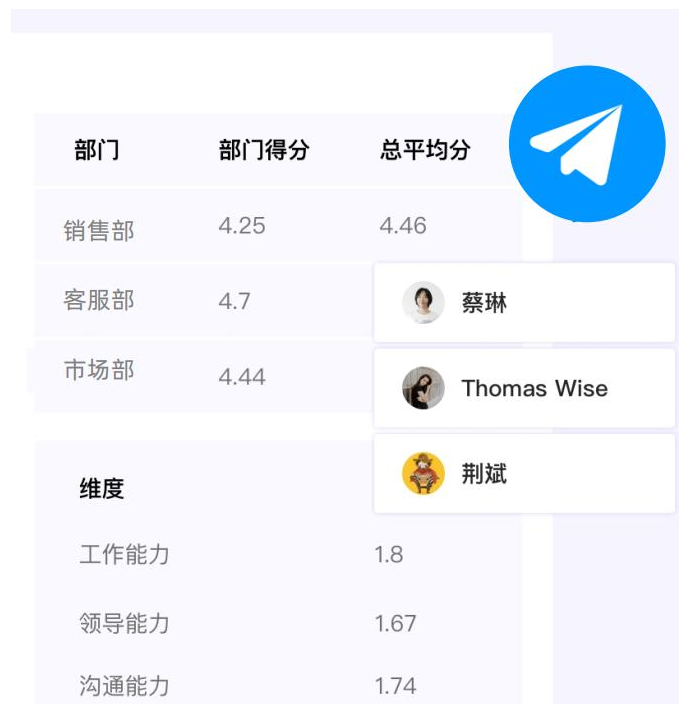 部门 部门得分 总平均分
销售部 4.25 4.46
客服部 4.7
蔡琳
市场部 4.44
Thomas Wise
荆斌
维度
工作能力 1.8
领导能力 1.67
沟通能力 1.74